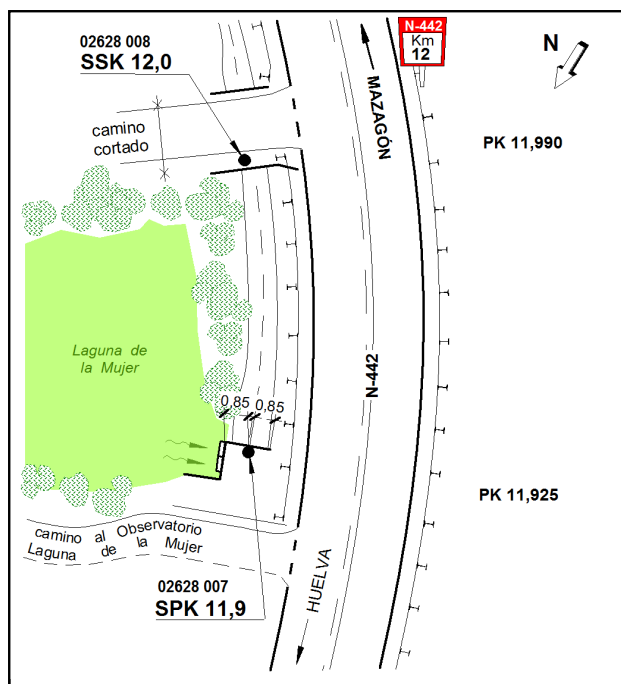 02628 008
SSK 12,0
N-442
Km
12
N
MAZAGÓN
camino
cortado
PK 11,990
Laguna de
la Mujer
N-442
0,85
0,85
PK 11,925
camino al Observatorio
Laguna de la Mujer
HUELVA
02628 007
SPK 11,9